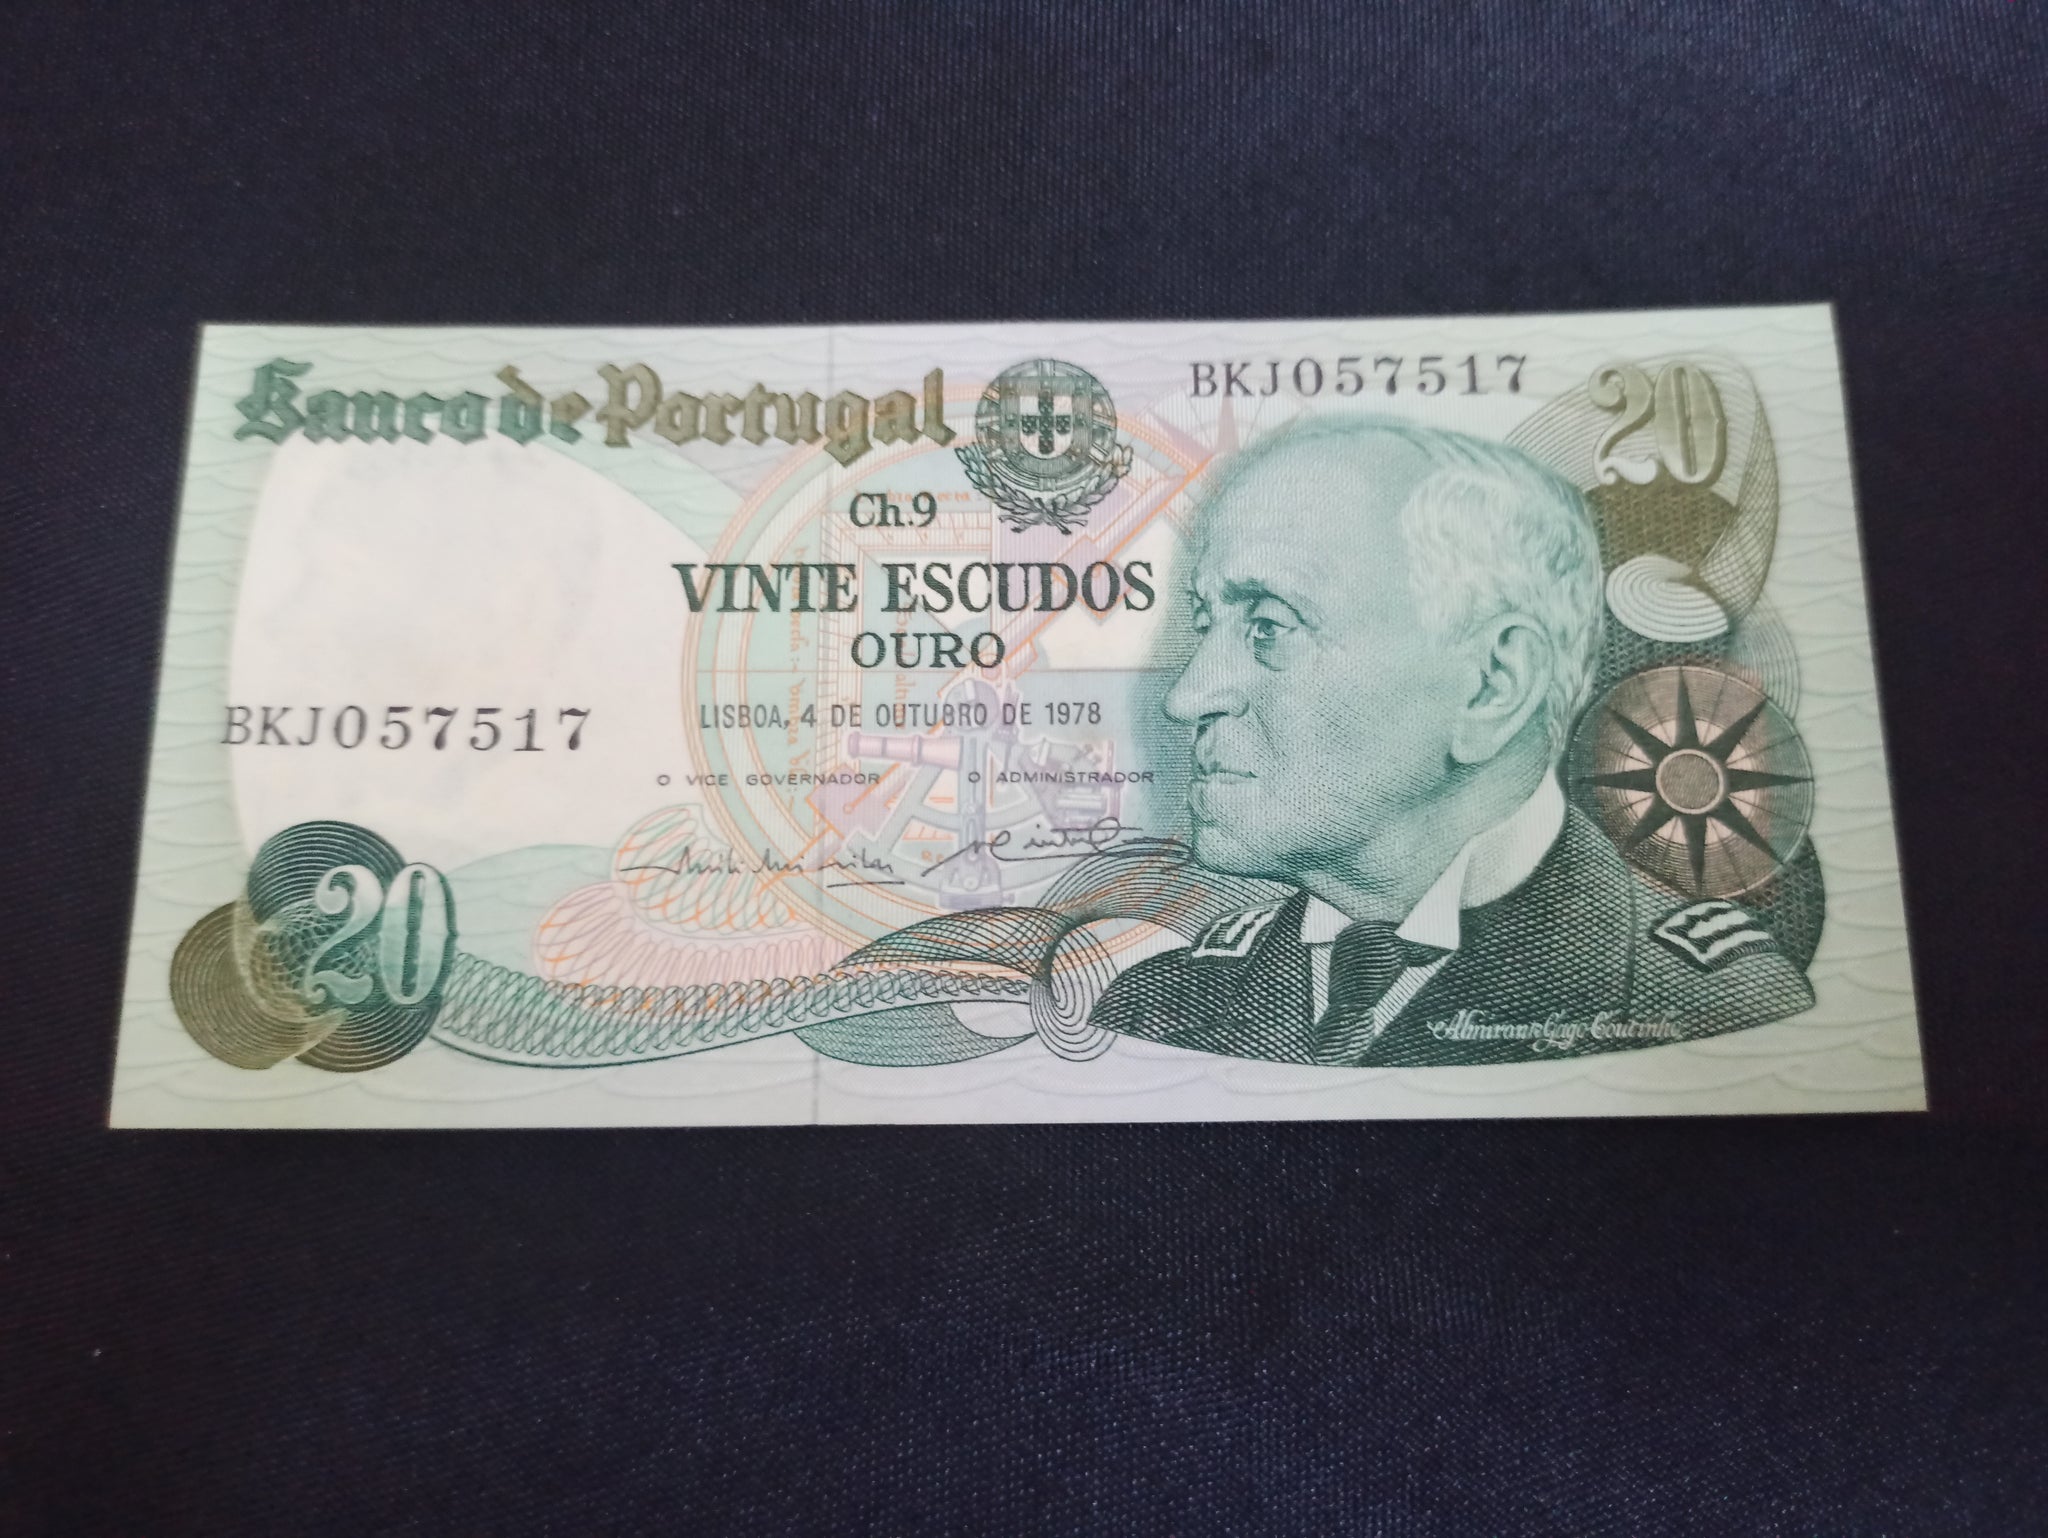 Banco de Portugal
BKJ057517
20
Ch.9
VINTE ESCUDOS
OURO
BKJ057517
LISBOA, 4 DE OUTUBRO DE 1978
O VICE GOVERNADOR
O ADMINISTRADOR
20
Almirante Gago Coutinho